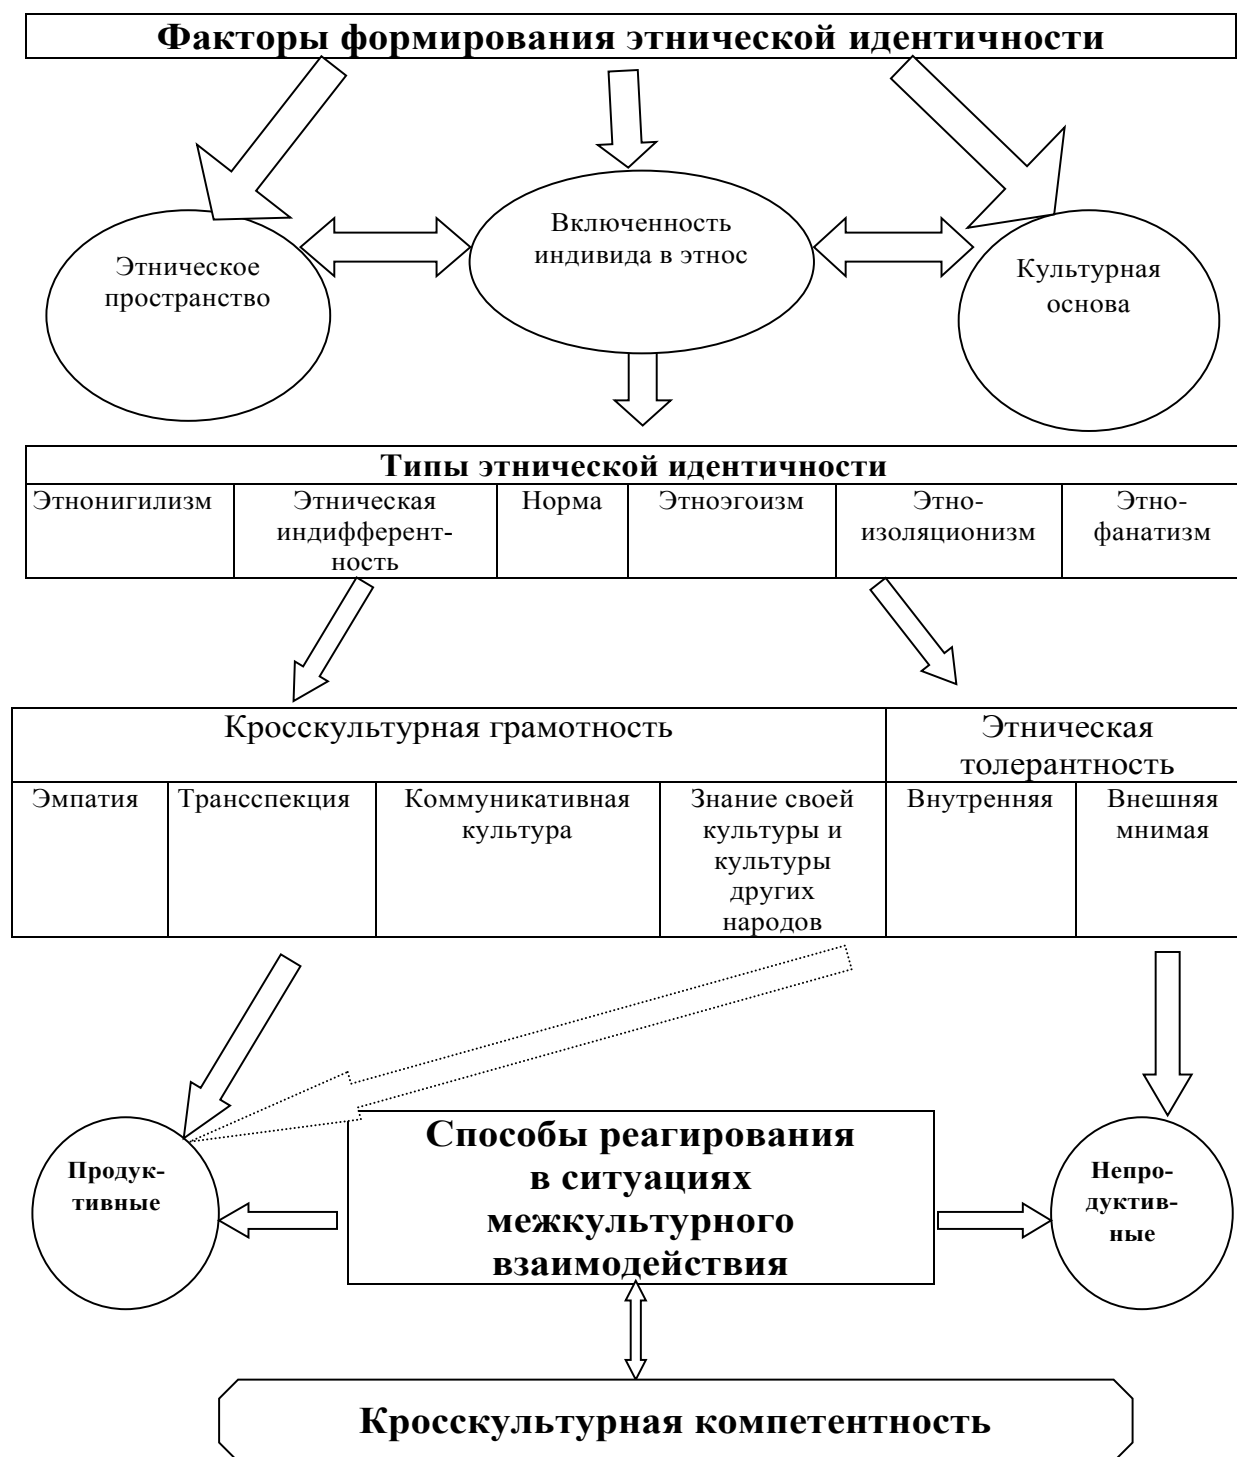 Факторы формирования этнической идентичности
Включенность
индивида в этнос
Этническое
пространство
Культурная
основа
Типы этнической идентичности
Этнонигилизм
Этническая
индифферент-
ность
Норма
Этноэгоизм
Этно-
изоляционизм
Этно-
фанатизм
Кросскультурная грамотность
Этническая
толерантность
Эмпатия
Трансспекция
Коммуникативная
культура
Знание своей
культуры и
культуры
других
народов
Внутренняя
Внешняя
мнимая
Продук-
тивные
Способы реагирования
в ситуациях
межкультурного
взаимодействия
Непро-
дуктив-
ные
Кросскультурная компетентность